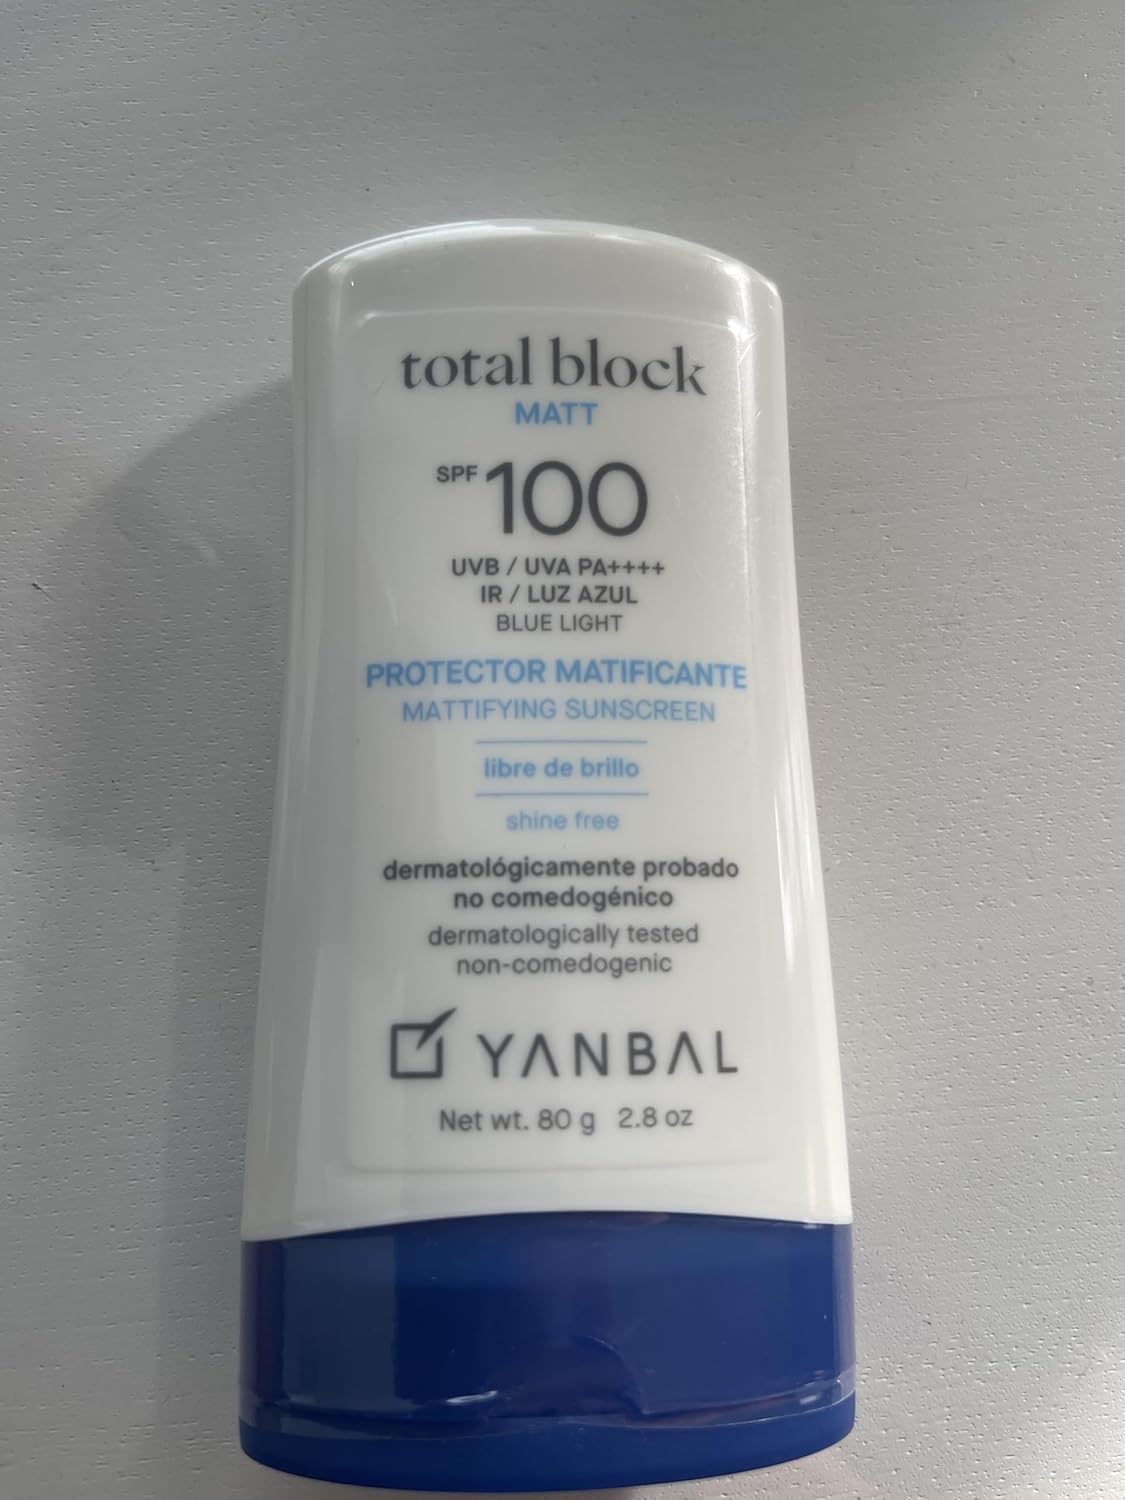 total block
MATT
SPF 100
UVB / UVA PA++++
IR / LUZ AZUL
BLUE LIGHT
PROTECTOR MATIFICANTE
MATTIFYING SUNSCREEN
libre de brillo
shine free
dermatológicamente probado
no comedogénico
dermatologically tested
non-comedogenic
YANBAL
Net wt. 80 g 2.8 oz